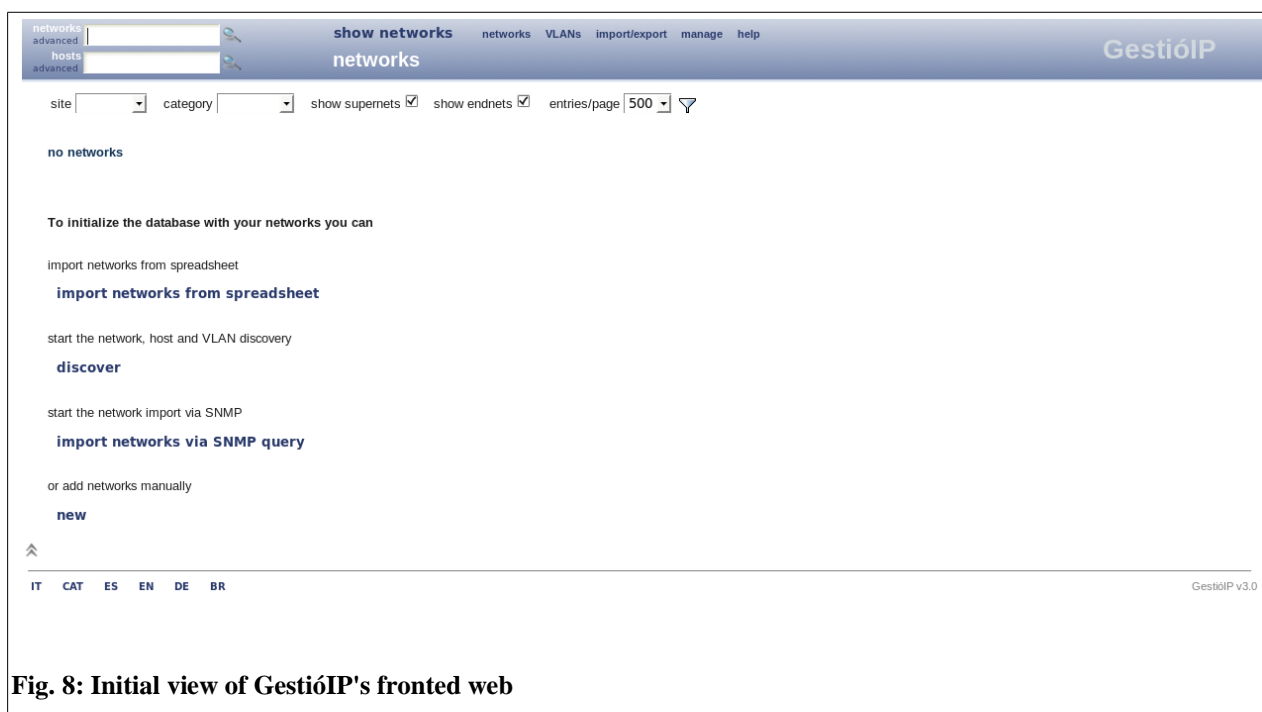 networks show networks networks VLANs import/export manage help
advanced
hosts networks GestióIP
advanced
site category show supernets show endnets entries/page 500
no networks
To initialize the database with your networks you can
import networks from spreadsheet
import networks from spreadsheet
start the network, host and VLAN discovery
discover
start the network import via SNMP
import networks via SNMP query
or add networks manually
new
IT CAT ES EN DE BR GestióIP v3.0
Fig. 8: Initial view of GestióIP's fronted web